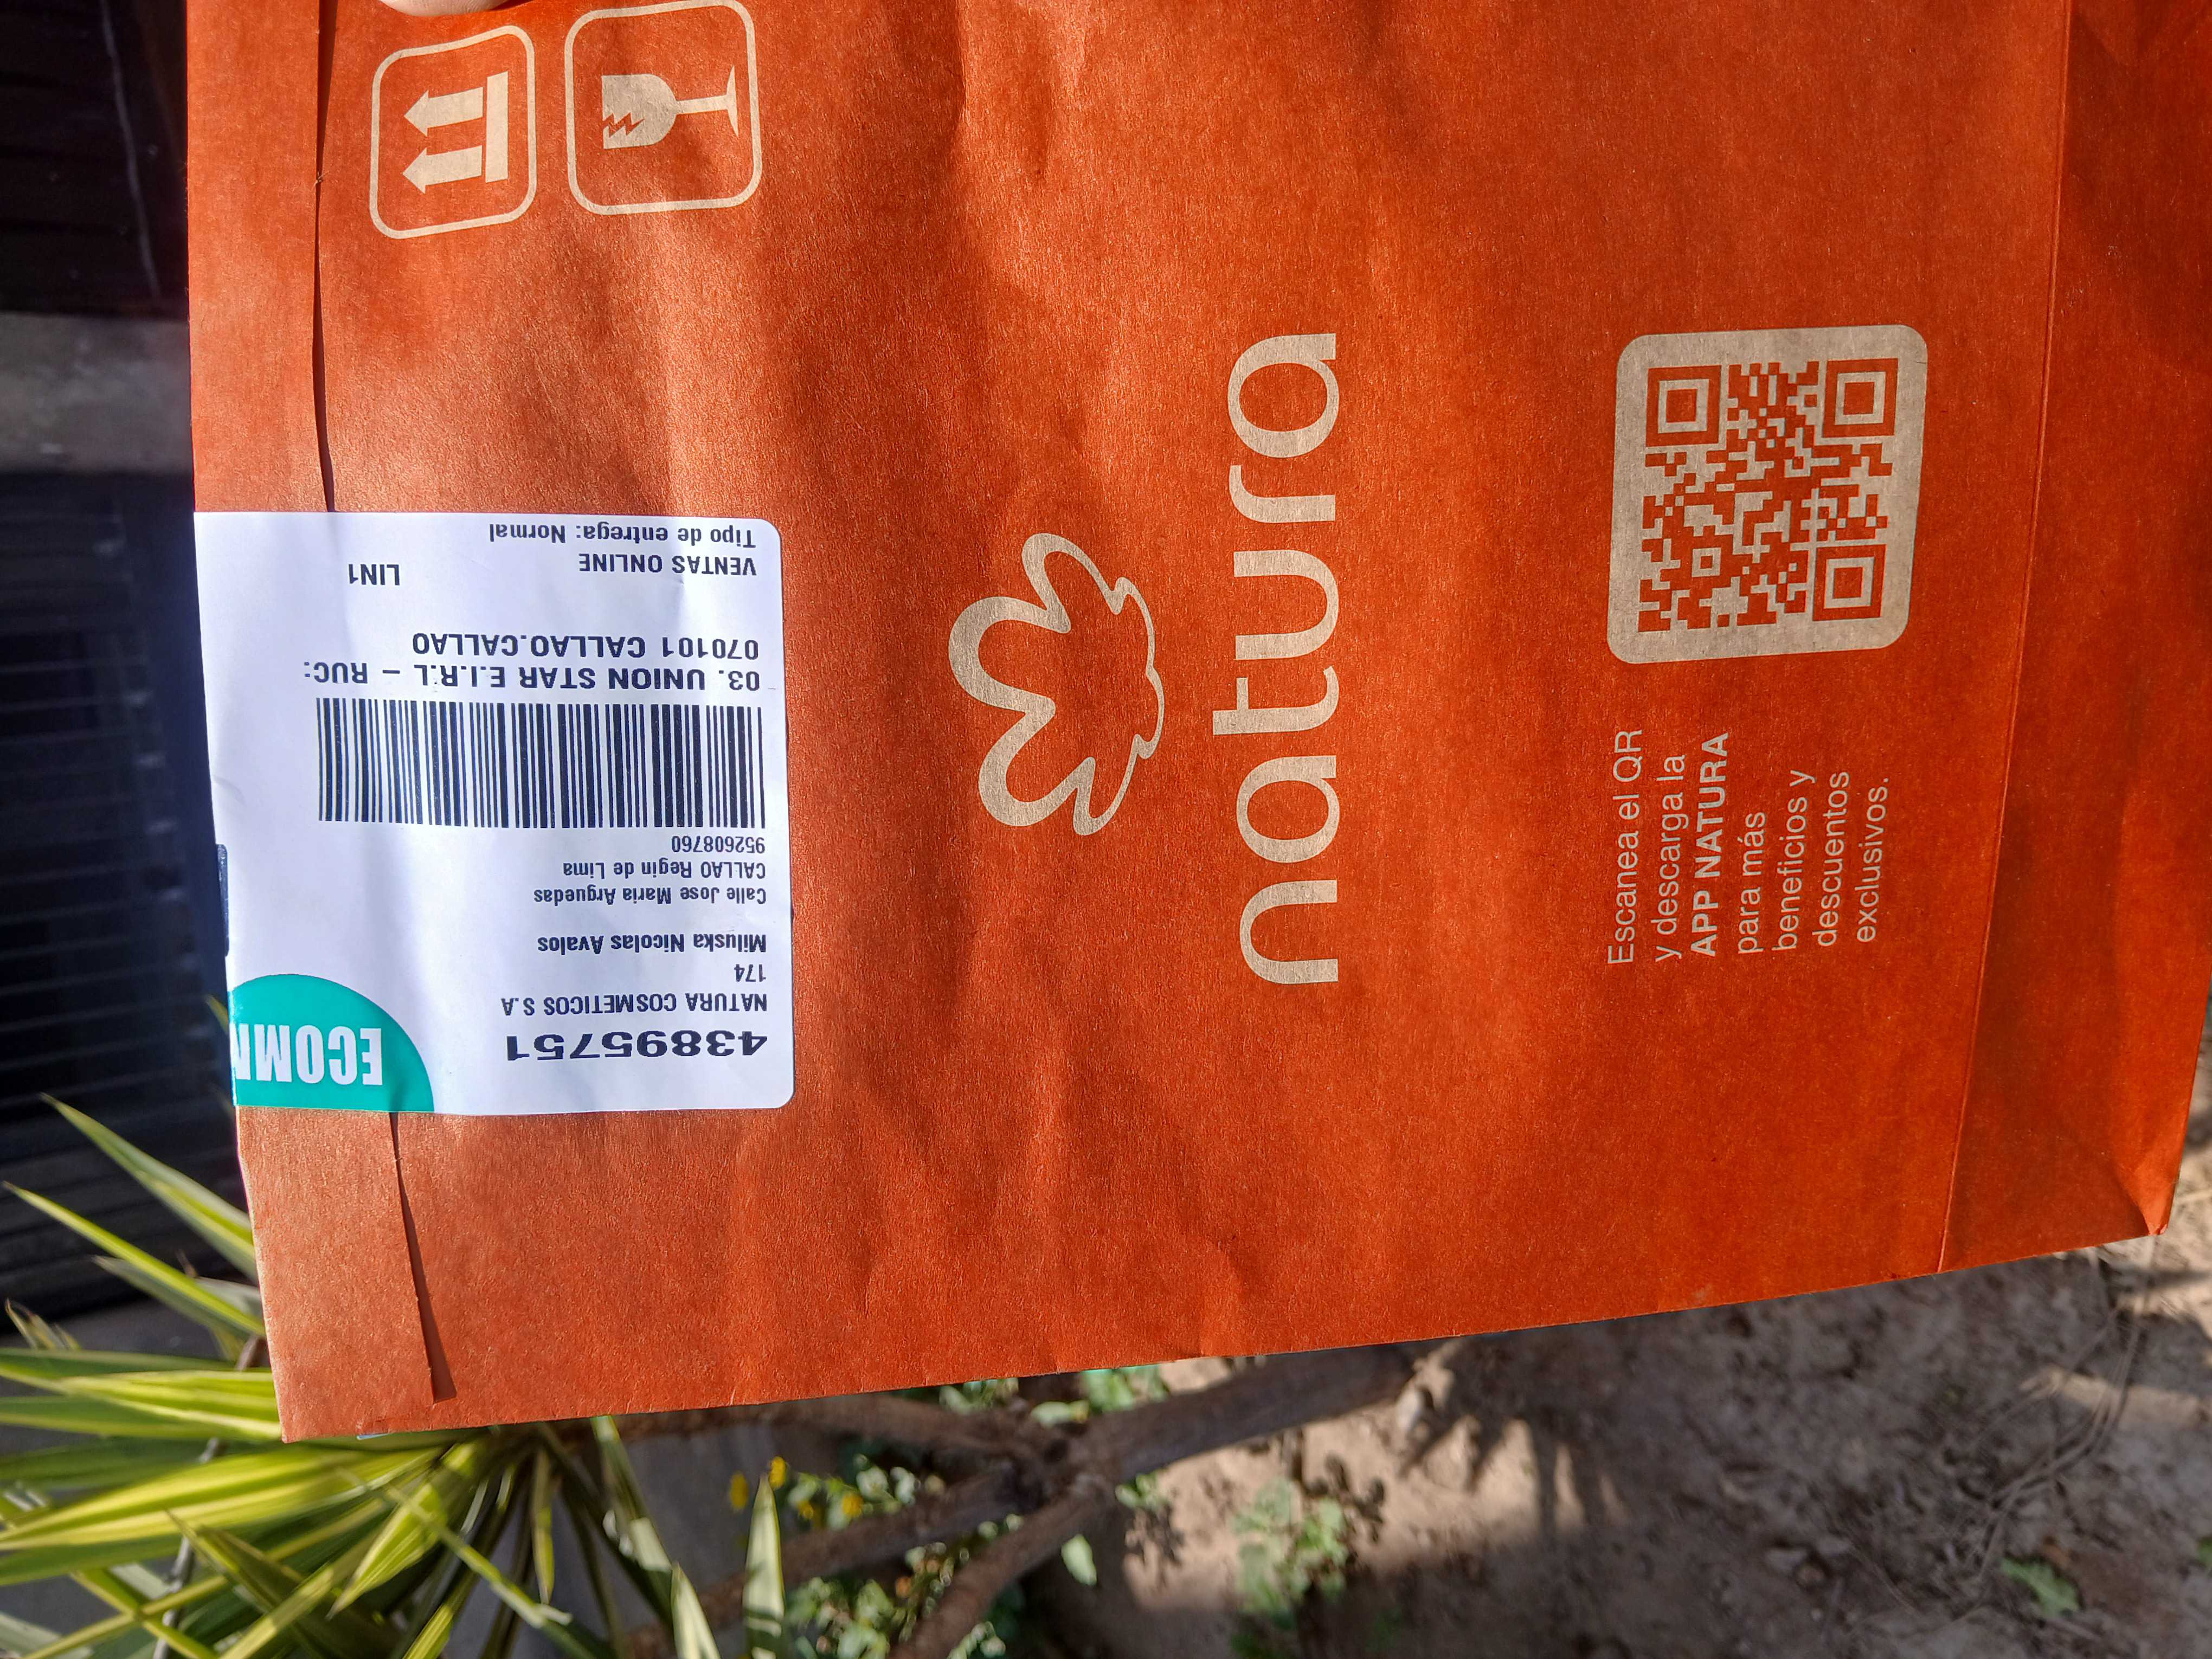 43895751
ECOM
NATURA COSMETICOS S.A
174
Miluska Nicolas Avalos
Calle Jose Maria Arguedas
CALLAO Regin de Lima
952608760
03. UNION STAR E.I.R.L - RUC:
070101 CALLAO.CALLAO
VENTAS ONLINE
LIN1
Tipo de entrega: Normal
natura
Escanea el QR
y descarga la
APP NATURA
para más
beneficios y
descuentos
exclusivos.